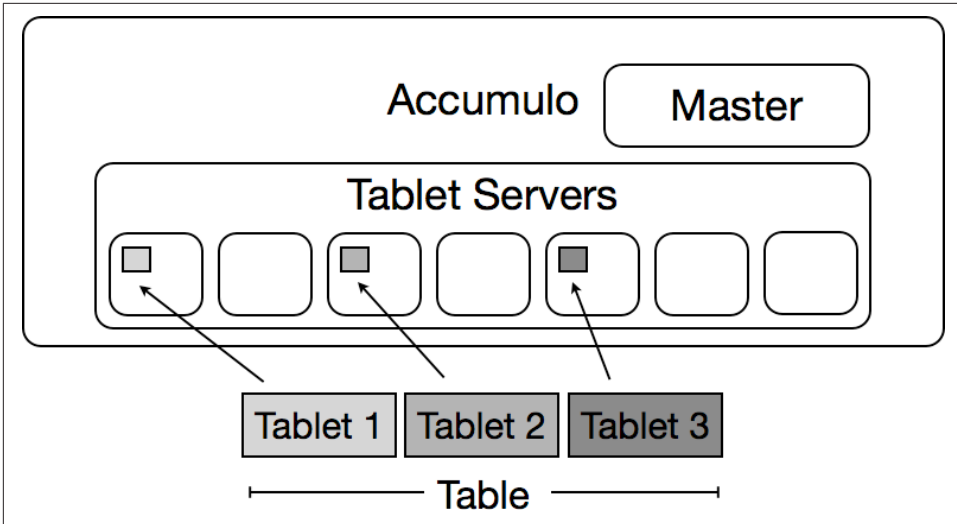 Accumulo
Master
Tablet Servers
Tablet 1
Tablet 2
Tablet 3
Table